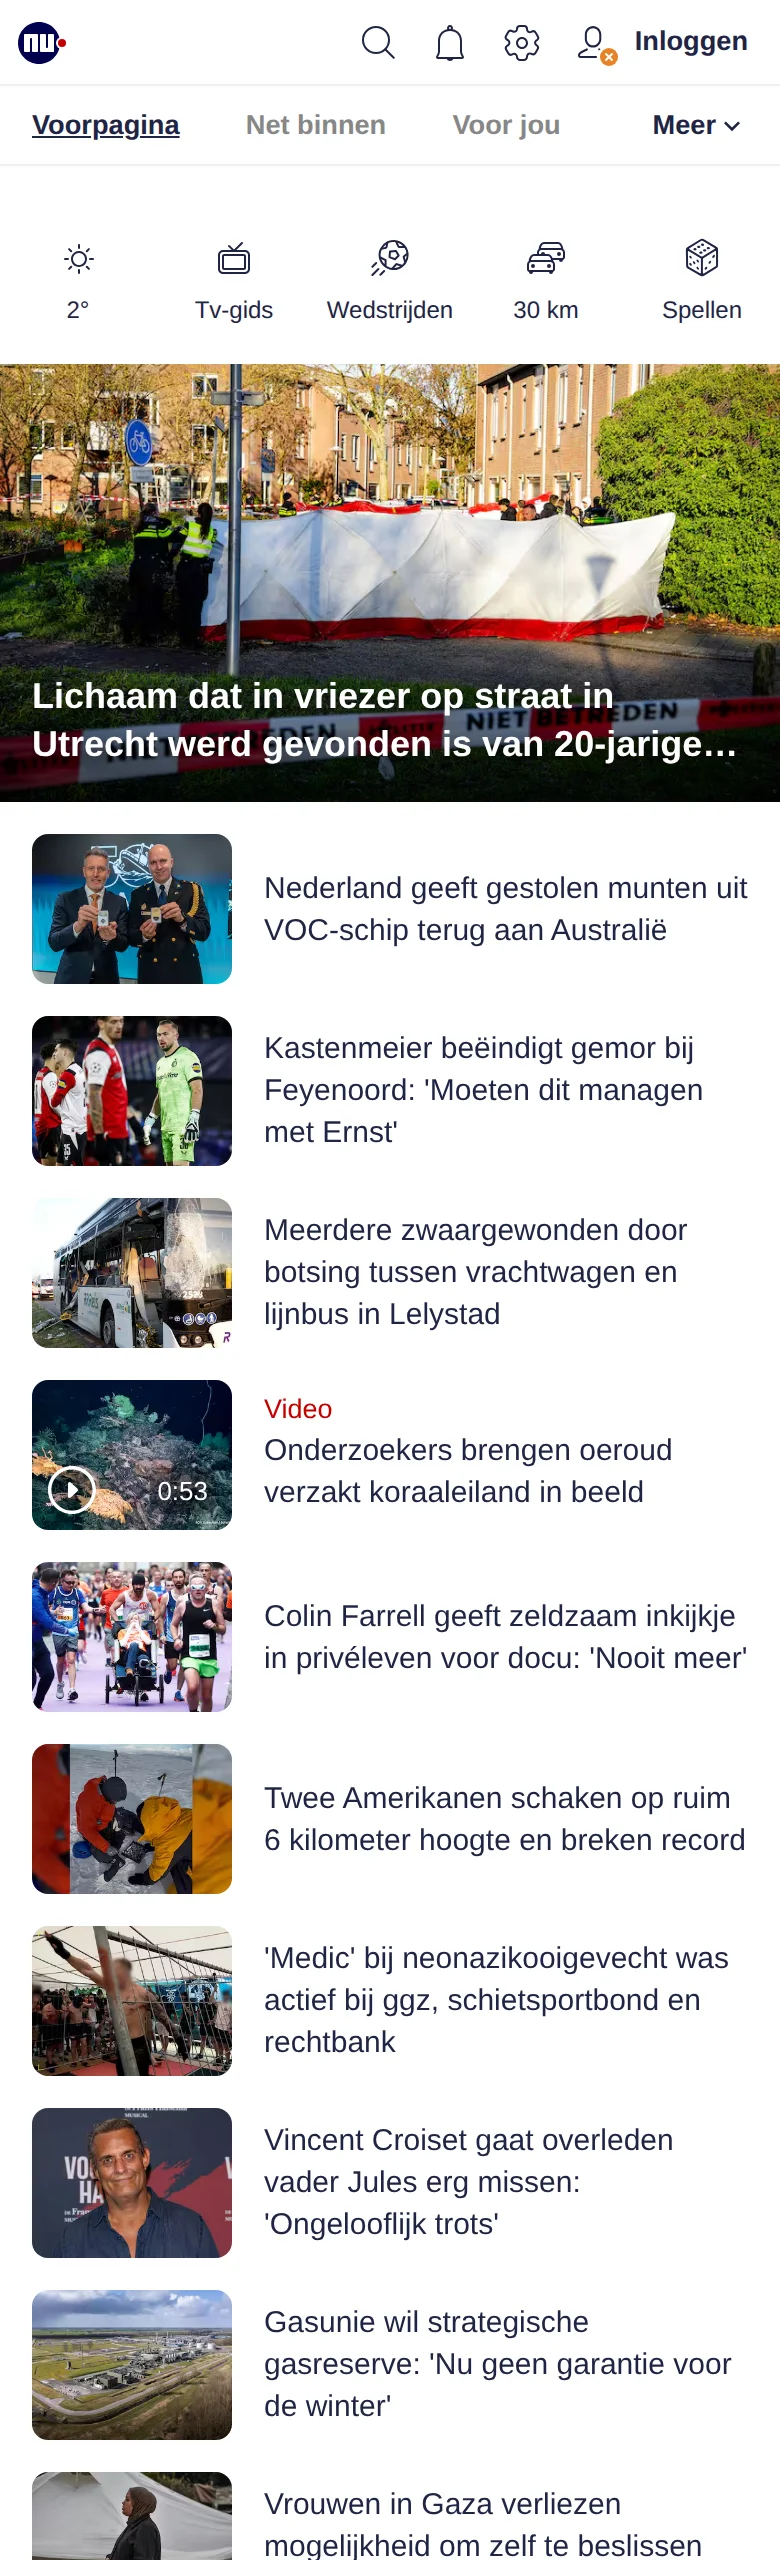 nu
Inloggen
Voorpagina
Net binnen
Voor jou
Meer
2°
Tv-gids
Wedstrijden
30 km
Spellen
NIET BETREDEN
Lichaam dat in vriezer op straat in
Utrecht werd gevonden is van 20-jarige...
Nederland geeft gestolen munten uit
VOC-schip terug aan Australië
Kastenmeier beëindigt gemor bij
Feyenoord: 'Moeten dit managen
met Ernst'
Meerdere zwaargewonden door
botsing tussen vrachtwagen en
lijnbus in Lelystad
0:53
Video
Onderzoekers brengen oeroud
verzakt koraaleiland in beeld
Colin Farrell geeft zeldzaam inkijkje
in privéleven voor docu: 'Nooit meer'
Twee Amerikanen schaken op ruim
6 kilometer hoogte en breken record
'Medic' bij neonazikooigevecht was
actief bij ggz, schietsportbond en
rechtbank
MUSICAL
Vincent Croiset gaat overleden
vader Jules erg missen:
'Ongelooflijk trots'
Gasunie wil strategische
gasreserve: 'Nu geen garantie voor
de winter'
Vrouwen in Gaza verliezen
mogelijkheid om zelf te beslissen